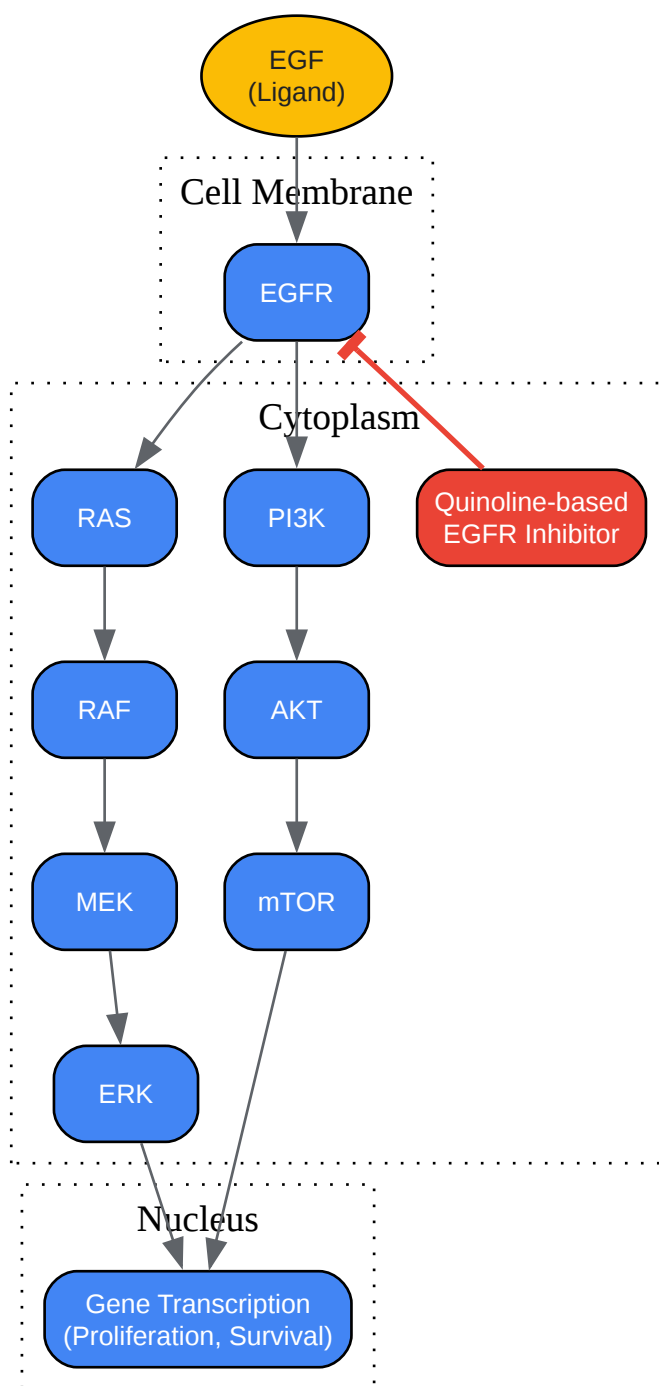 EGF
(Ligand)
Cell Membrane
EGFR
Cytoplasm
RAS
PI3K
Quinoline-based
EGFR Inhibitor
RAF
AKT
MEK
mTOR
ERK
Nucleus
Gene Transcription
(Proliferation, Survival)